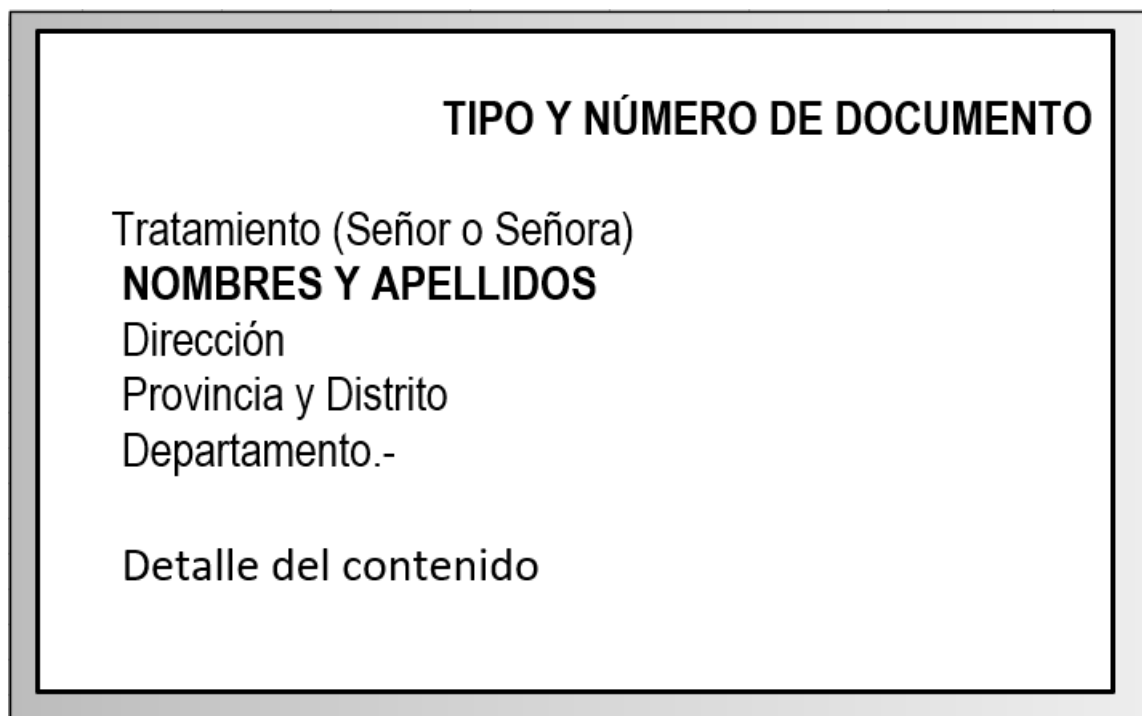 TIPO Y NÚMERO DE DOCUMENTO
Tratamiento (Señor o Señora)
NOMBRES Y APELLIDOS
Dirección
Provincia y Distrito
Departamento.-
Detalle del contenido